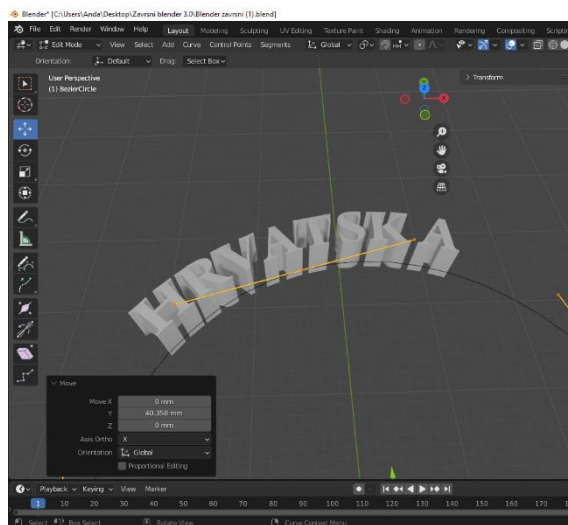 Blender* [C:\Users\Anda\Desktop\Zavrsni blender 3.0\Blender zavrsni (1).blend]
File Edit Render Window Help Layout Modeling Sculpting UV Editing Texture Paint Shading Animation Rendering Compositing Scripting
Edit Mode View Select Add Curve Control Points Segments Global
Orientation: Default Drag: Select Box
User Perspective
(1) BezierCircle
Transform
X
Z
HRVATSKA
Move
Move X 0 mm
Y 40.358 mm
Z 0 mm
Axis Ortho X
Orientation Global
Proportional Editing
Playback Keying View Marker
1 10 20 30 40 50 60 70 80 90 100 110 120 130 140 150 160 170
Select Box Select Rotate View Curve Context Menu